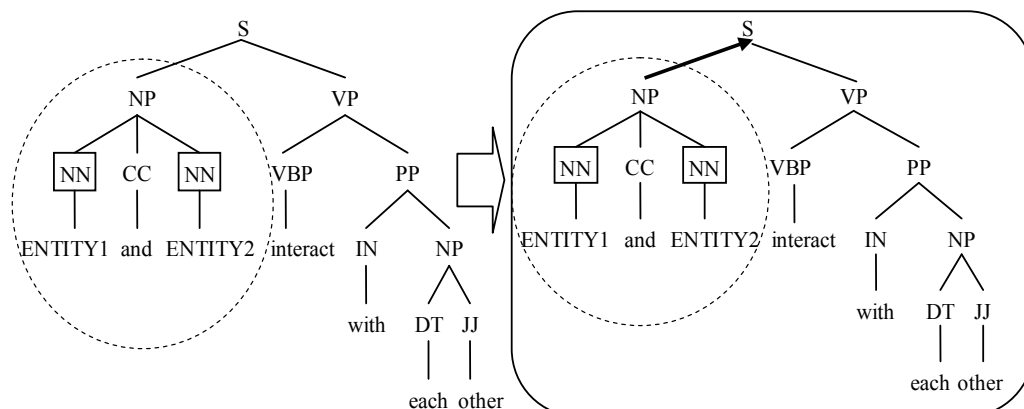 S S
NP VP NP VP
NN CC NN VBP PP NN CC NN VBP PP
ENTITY1 and ENTITY2 interact IN NP ENTITY1 and ENTITY2 interact IN NP
with DT JJ with DT JJ
each other each other